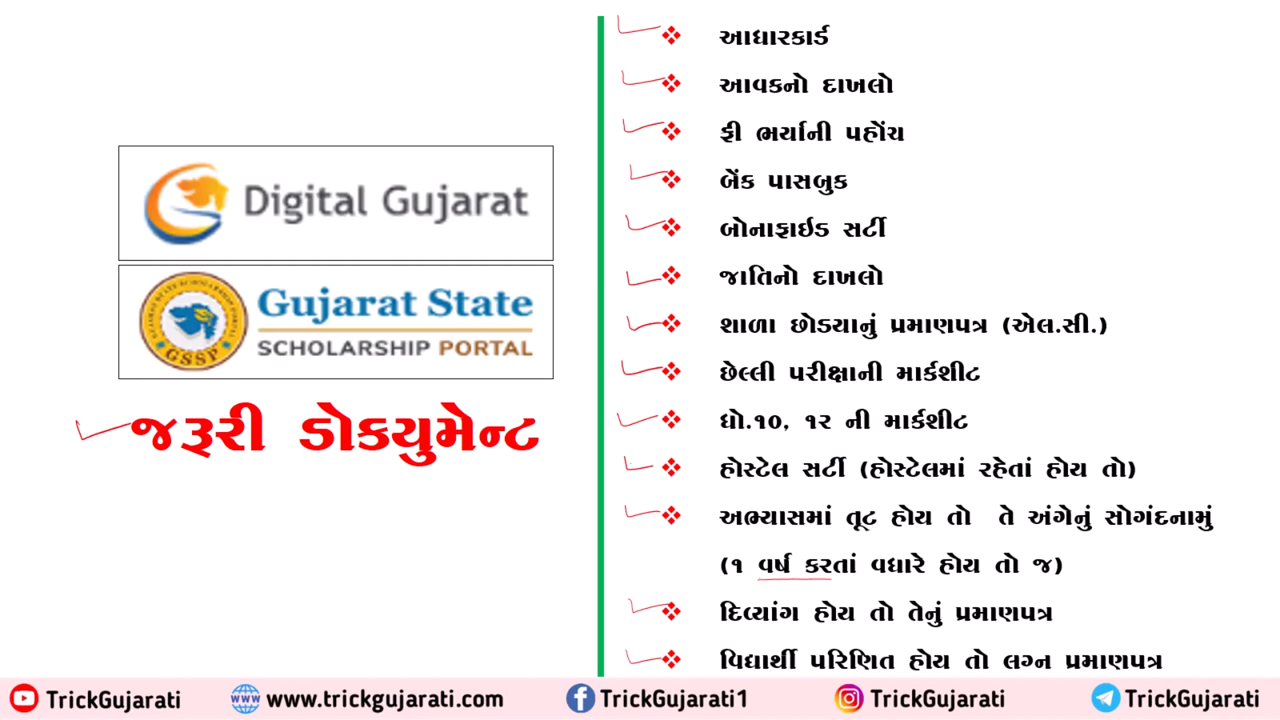 Digital Gujarat
Gujarat State
SCHOLARSHIP PORTAL
GSSP
જરૂરી ડોકયુમેન્ટ
આધારકાર્ડ
આવકનો દાખલો
ફી ભર્યાની પહોંચ
બેંક પાસબુક
બોનાફાઇડ સર્ટી
જાતિનો દાખલો
શાળા છોડયાનું પ્રમાણપત્ર (એલ.સી.)
છેલ્લી પરીક્ષાની માર્કશીટ
ધો.૧૦, ૧૨ ની માર્કશીટ
હોસ્ટેલ સર્ટી (હોસ્ટેલમાં રહેતાં હોય તો)
અભ્યાસમાં તૂટ હોય તો તે અંગેનું સોગંદનામું
(૧ વર્ષ કરતાં વધારે હોય તો જ)
દિવ્યાંગ હોય તો તેનું પ્રમાણપત્ર
વિદ્યાર્થી પરિણિત હોય તો લગ્ન પ્રમાણપત્ર
TrickGujarati www.trickgujarati.com TrickGujarati1 TrickGujarati TrickGujarati